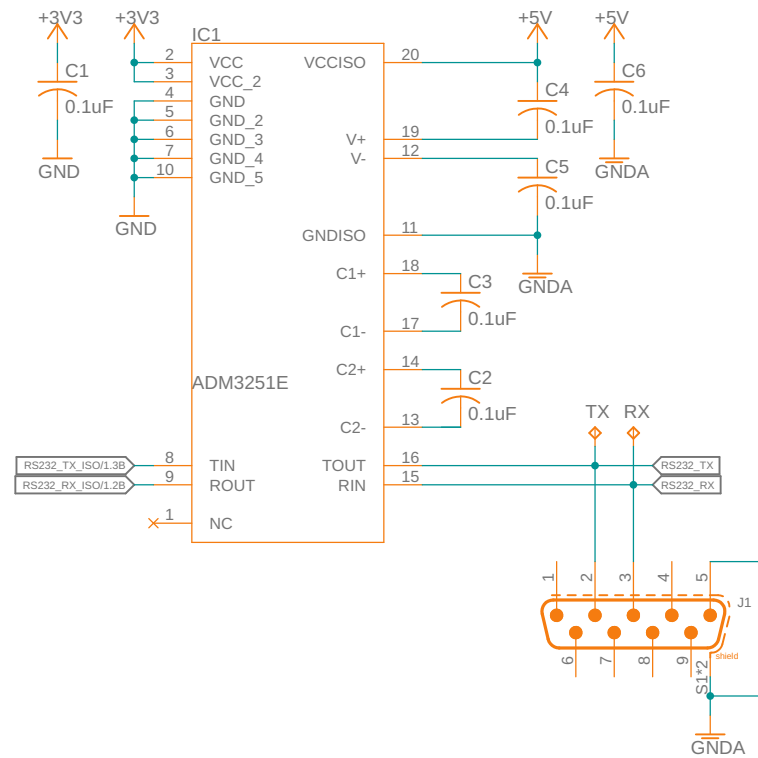 +3V3
+3V3
+5V
+5V
IC1
2 VCC
3 VCC_2
4 GND
5 GND_2
6 GND_3
7 GND_4
10 GND_5
VCCISO 20
V+ 19
V- 12
GNDISO 11
C1+ 18
C1- 17
C2+ 14
C2- 13
C1
0.1uF
GND
GND
C4
0.1uF
C6
0.1uF
GNDA
C5
0.1uF
GNDA
C3
0.1uF
C2
0.1uF
ADM3251E
TX RX
RS232_TX_ISO/1.3B 8 TIN
TOUT 16 RS232_TX
RS232_RX_ISO/1.2B 9 ROUT
RIN 15 RS232_RX
1 NC
1 2 3 4 5
J1
6 7 8 9
shield
S1*2
GNDA